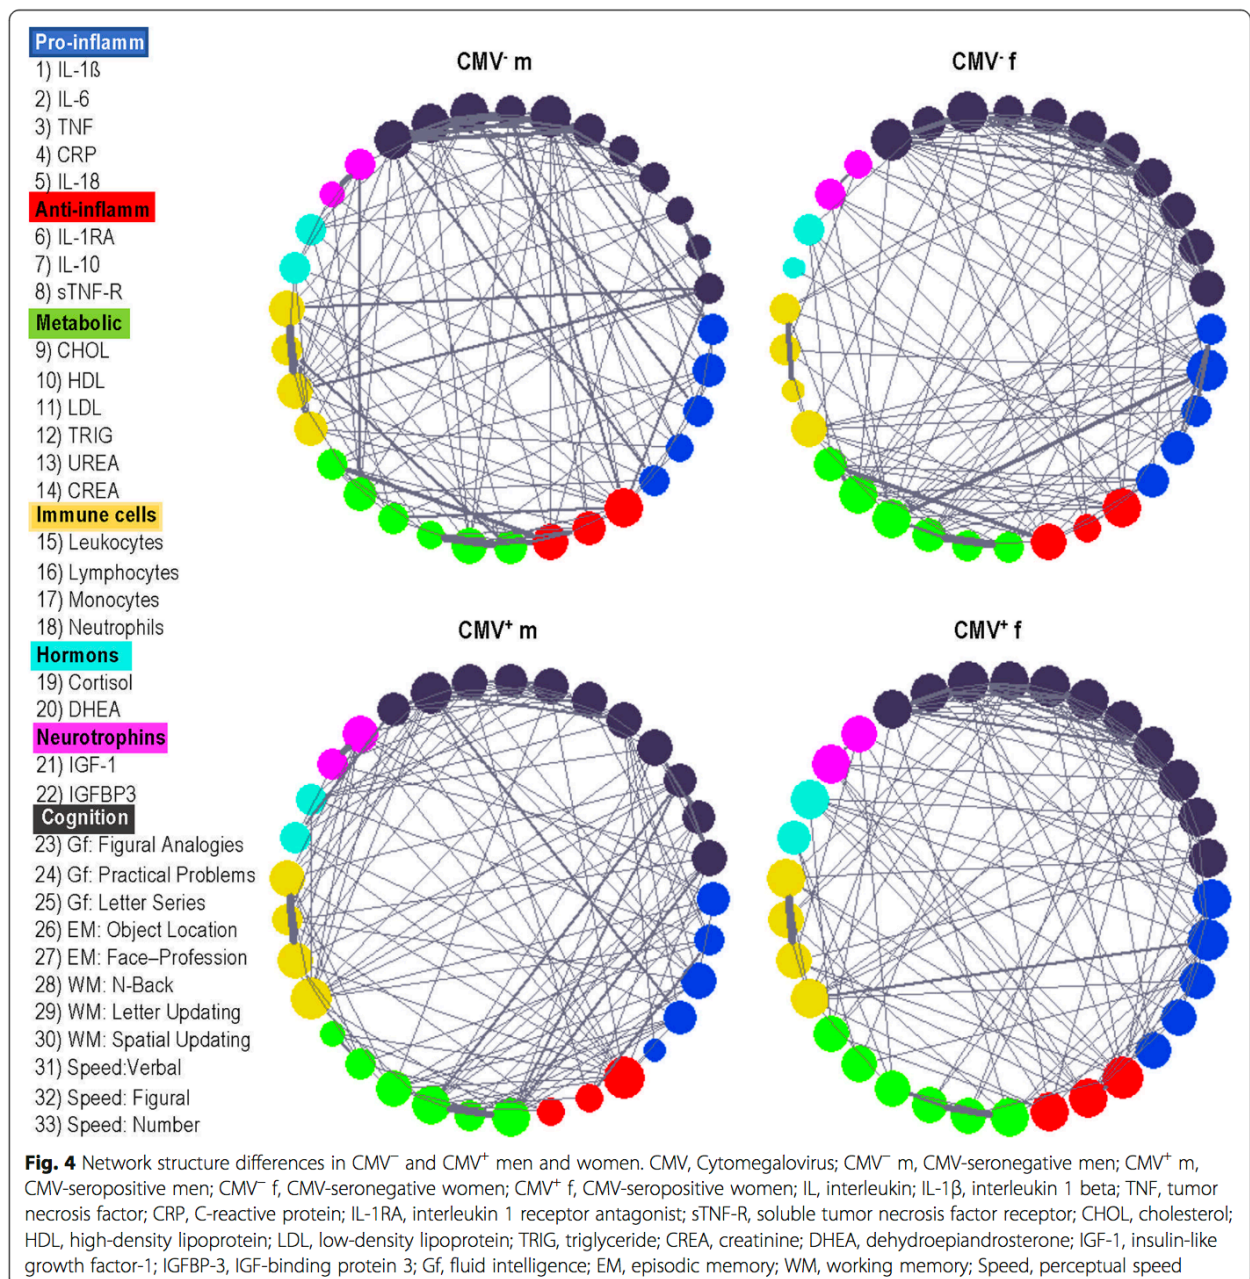 Pro-inflamm
1) IL-1ß
2) IL-6
3) TNF
4) CRP
5) IL-18
Anti-inflamm
6) IL-1RA
7) IL-10
8) sTNF-R
Metabolic
9) CHOL
10) HDL
11) LDL
12) TRIG
13) UREA
14) CREA
Immune cells
15) Leukocytes
16) Lymphocytes
17) Monocytes
18) Neutrophils
Hormons
19) Cortisol
20) DHEA
Neurotrophins
21) IGF-1
22) IGFBP3
Cognition
23) Gf: Figural Analogies
24) Gf: Practical Problems
25) Gf: Letter Series
26) EM: Object Location
27) EM: Face–Profession
28) WM: N-Back
29) WM: Letter Updating
30) WM: Spatial Updating
31) Speed:Verbal
32) Speed: Figural
33) Speed: Number
CMV⁻ m
CMV⁻ f
CMV⁺ m
CMV⁺ f
Fig. 4 Network structure differences in CMV⁻ and CMV⁺ men and women. CMV, Cytomegalovirus; CMV⁻ m, CMV-seronegative men; CMV⁺ m,
CMV-seropositive men; CMV⁻ f, CMV-seronegative women; CMV⁺ f, CMV-seropositive women; IL, interleukin; IL-1β, interleukin 1 beta; TNF, tumor
necrosis factor; CRP, C-reactive protein; IL-1RA, interleukin 1 receptor antagonist; sTNF-R, soluble tumor necrosis factor receptor; CHOL, cholesterol;
HDL, high-density lipoprotein; LDL, low-density lipoprotein; TRIG, triglyceride; CREA, creatinine; DHEA, dehydroepiandrosterone; IGF-1, insulin-like
growth factor-1; IGFBP-3, IGF-binding protein 3; Gf, fluid intelligence; EM, episodic memory; WM, working memory; Speed, perceptual speed